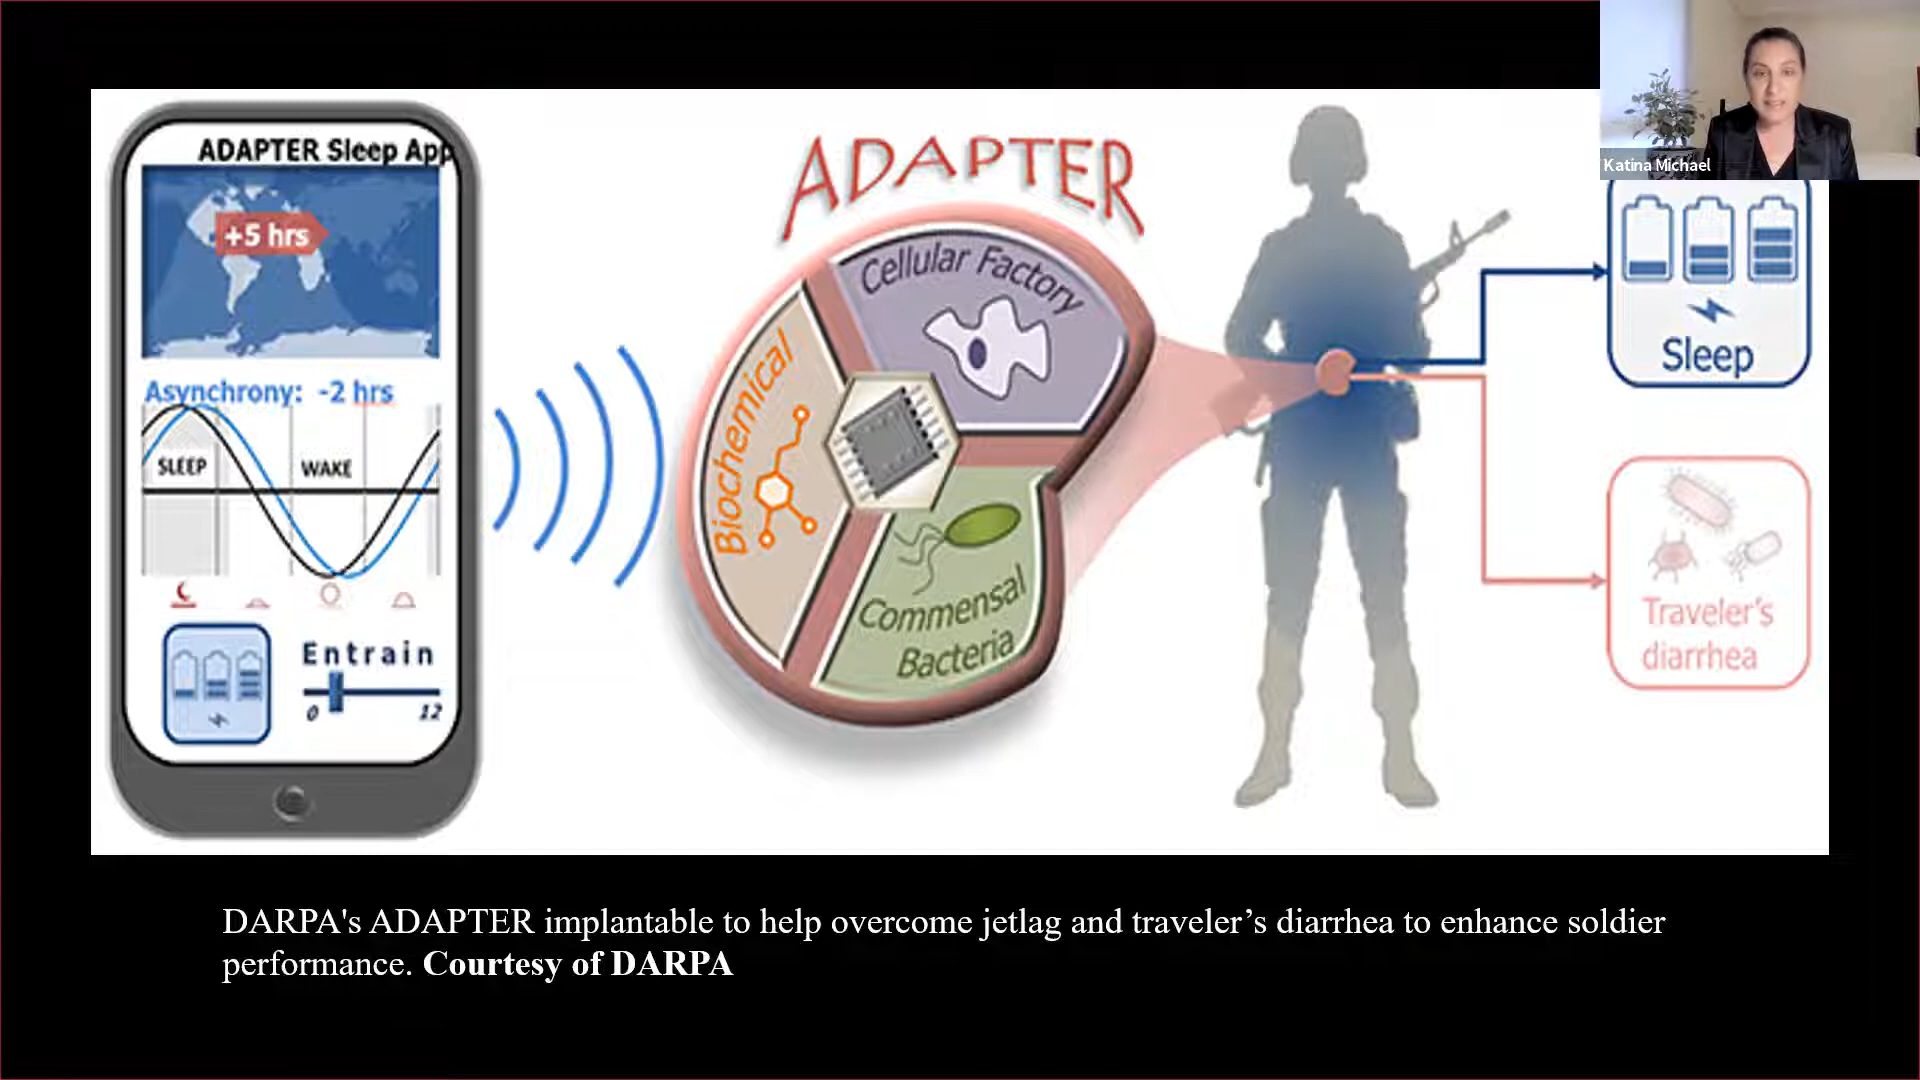 Katina Michael
ADAPTER Sleep App
+5 hrs
Asynchrony: -2 hrs
SLEEP
WAKE
Entrain
0
12
ADAPTER
Cellular Factory
Biochemical
Commensal
Bacteria
Sleep
Traveler's
diarrhea
DARPA's ADAPTER implantable to help overcome jetlag and traveler’s diarrhea to enhance soldier
performance. Courtesy of DARPA